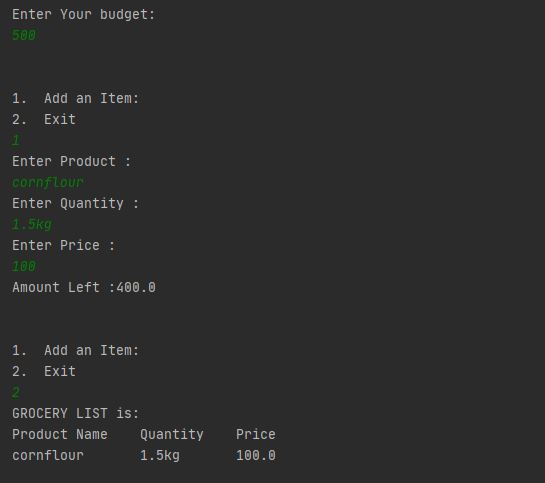 Enter Your budget:
500
1.  Add an Item:
2.  Exit
1
Enter Product :
cornflour
Enter Quantity :
1.5kg
Enter Price :
100
Amount Left :400.0
1.  Add an Item:
2.  Exit
2
GROCERY LIST is:
Product Name    Quantity    Price
cornflour       1.5kg       100.0